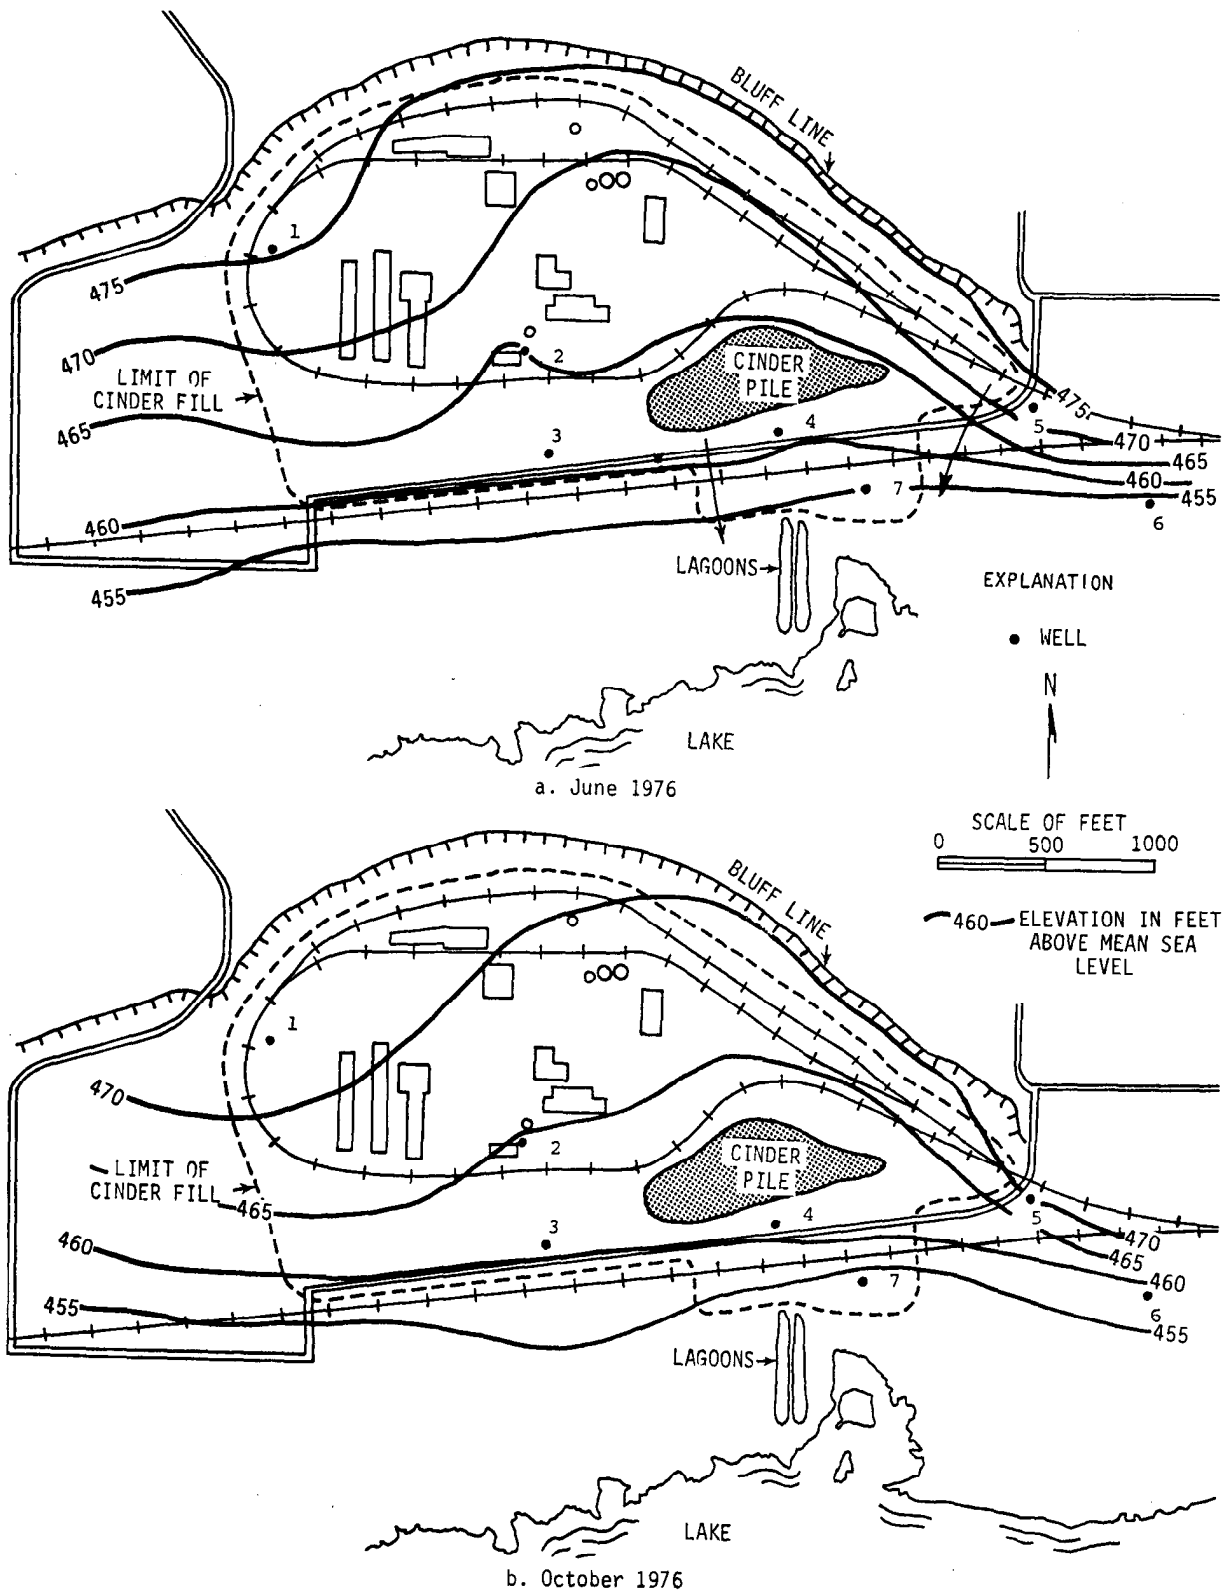 BLUFF LINE
1
475
470
LIMIT OF
CINDER FILL
2
CINDER
PILE
465
3
4
5
475
470
465
460
455
7
6
460
455
LAGOONS
EXPLANATION
WELL
N
LAKE
a. June 1976
SCALE OF FEET
0 500 1000
460 ELEVATION IN FEET
ABOVE MEAN SEA
LEVEL
BLUFF LINE
1
470
LIMIT OF
CINDER FILL
465
2
CINDER
PILE
3
4
5
460
470
465
460
7
6
455
455
LAGOONS
LAKE
b. October 1976